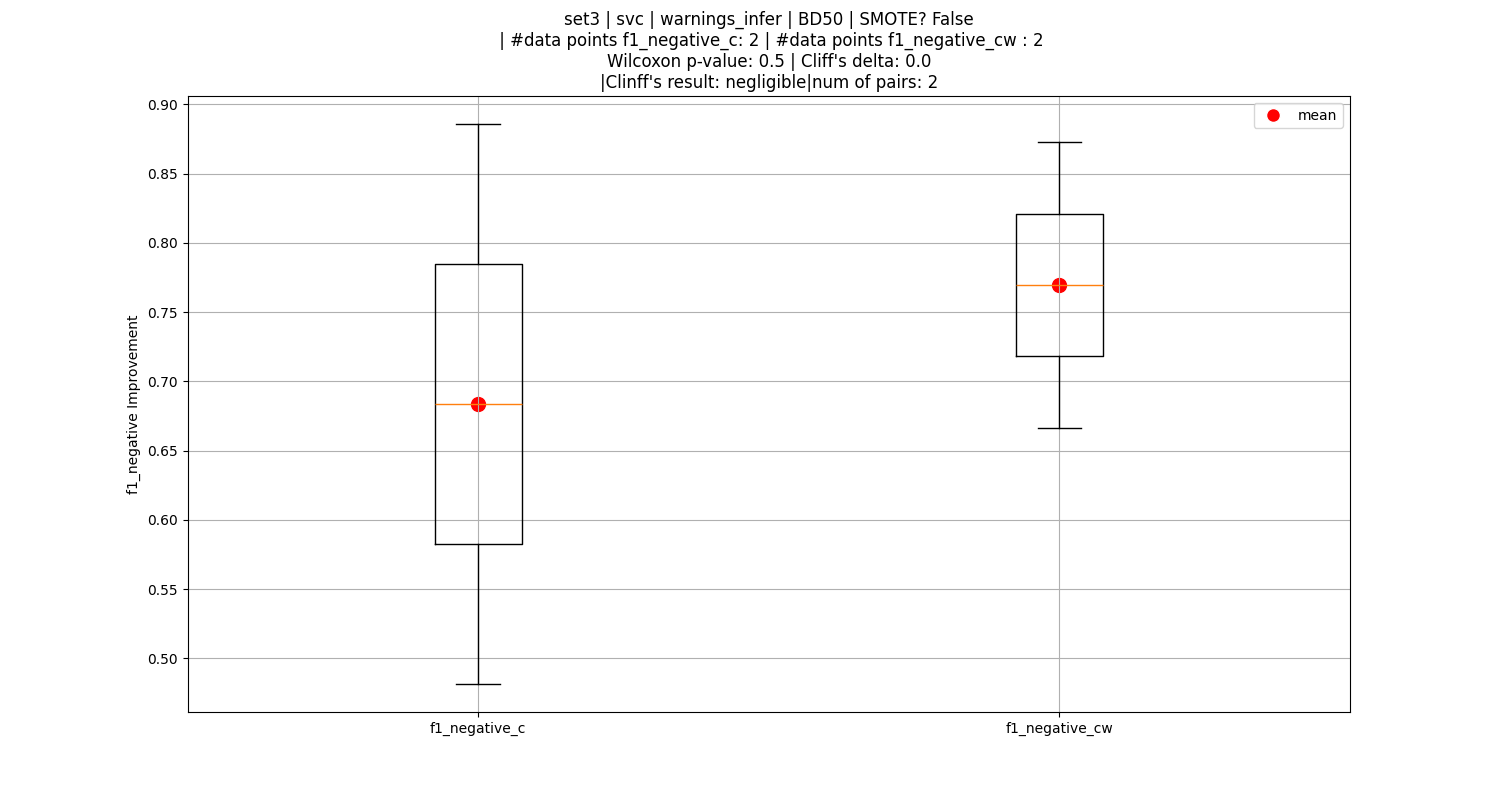 set3 | svc | warnings_infer | BD50 | SMOTE? False
| #data points f1_negative_c: 2 | #data points f1_negative_cw : 2
Wilcoxon p-value: 0.5 | Cliff's delta: 0.0
|Clinff's result: negligible|num of pairs: 2
mean
0.90
0.85
0.80
0.75
0.70
0.65
0.60
0.55
0.50
f1_negative Improvement
f1_negative_c
f1_negative_cw